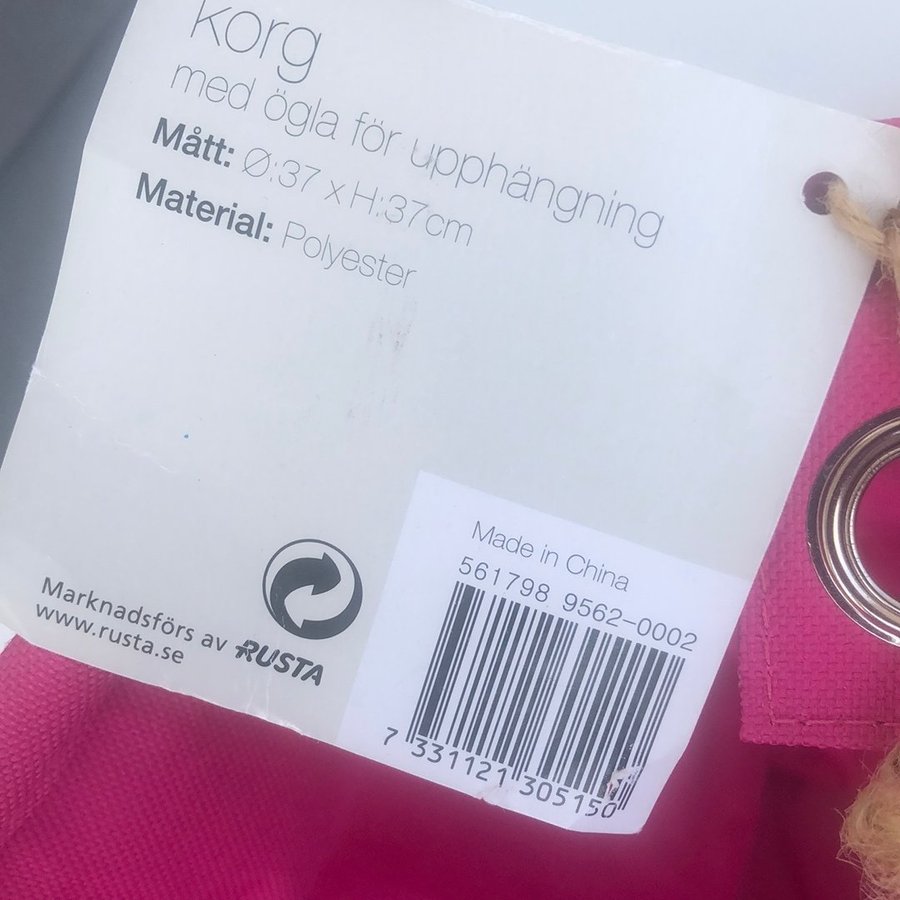 korg
med ögla för upphängning
Mått: Ø:37 x H:37cm
Material: Polyester
Made in China
561798 9562-0002
7 331121 305150
Marknadsförs av RUSTA
www.rusta.se